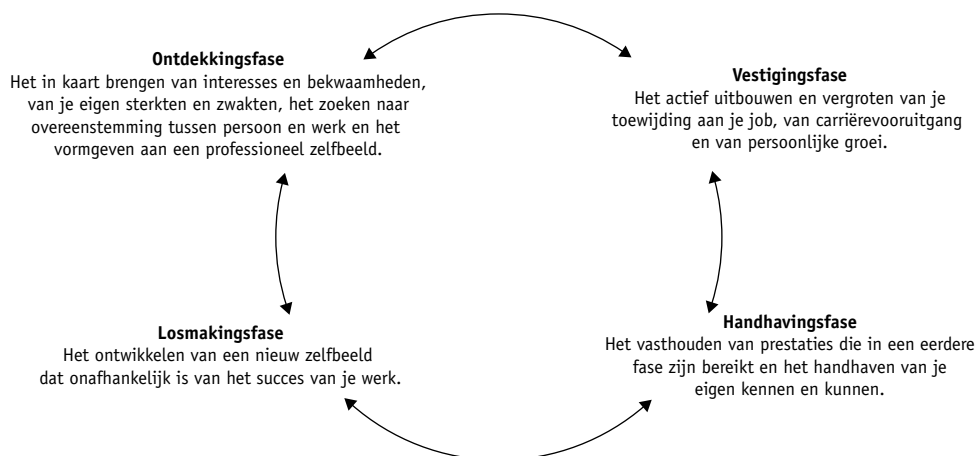 Ontdekkingsfase
Het in kaart brengen van interesses en bekwaamheden,
van je eigen sterkten en zwakten, het zoeken naar
overeenstemming tussen persoon en werk en het
vormgeven aan een professioneel zelfbeeld.
Vestigingsfase
Het actief uitbouwen en vergroten van je
toewijding aan je job, van carrièrevooruitgang
en van persoonlijke groei.
Losmakingsfase
Het ontwikkelen van een nieuw zelfbeeld
dat onafhankelijk is van het succes van je werk.
Handhavingsfase
Het vasthouden van prestaties die in een eerdere
fase zijn bereikt en het handhaven van je
eigen kennen en kunnen.